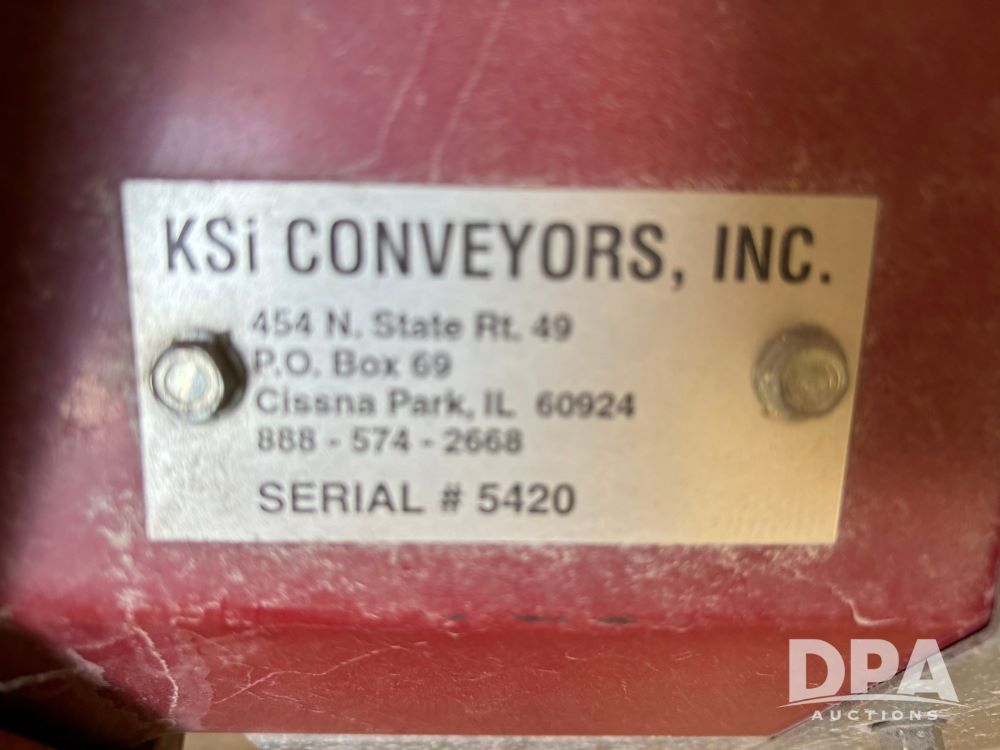 KSi CONVEYORS, INC.
454 N. State Rt. 49
P.O. Box 69
Cissna Park, IL 60924
888 - 574 - 2668
SERIAL # 5420
DPA
AUCTIONS